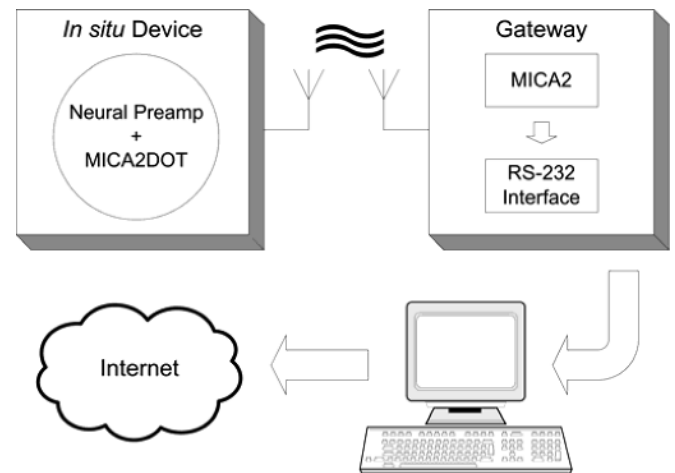 In situ Device
Neural Preamp
+
MICA2DOT
Gateway
MICA2
RS-232
Interface
Internet